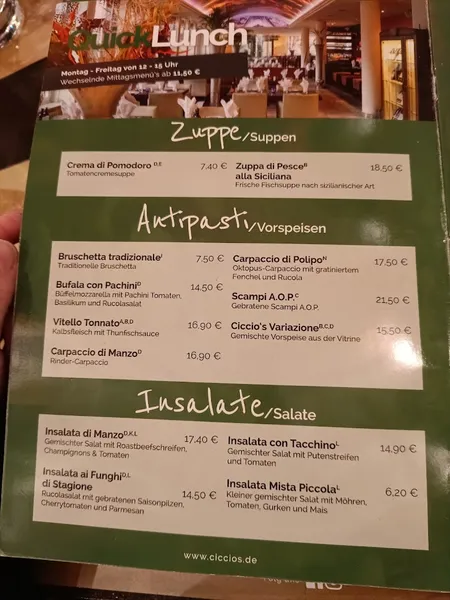 Quick Lunch
Montag - Freitag von 12 - 15 Uhr
Wechselnde Mittagsmenü's ab 11,50 €
Zuppe/Suppen
Crema di Pomodoro D,E 7,40 €
Tomatencremesuppe
Zuppa di Pesce B
alla Siciliana 18,50 €
Frische Fischsuppe nach sizilianischer Art
Antipasti/Vorspeisen
Bruschetta tradizionale I 7,50 €
Traditionelle Bruschetta
Bufala con Pachini D 14,50 €
Büffelmozzarella mit Pachini Tomaten,
Basilikum und Rucolasalat
Vitello Tonnato A,B,D 16,90 €
Kalbsfleisch mit Thunfischsauce
Carpaccio di Manzo D 16,90 €
Rinder-Carpaccio
Carpaccio di Polipo N 17,50 €
Oktopus-Carpaccio mit gratiniertem
Fenchel und Rucola
Scampi A.O.P. C 21,50 €
Gebratene Scampi A.O.P.
Ciccio's Variazione B,C,D 15,50 €
Gemischte Vorspeise aus der Vitrine
Insalate/Salate
Insalata di Manzo D,K,L 17,40 €
Gemischter Salat mit Roastbeefschreifen,
Champignons & Tomaten
Insalata ai Funghi D,L
di Stagione 14,50 €
Rucolasalat mit gebratenen Saisonpilzen,
Cherrytomaten und Parmesan
Insalata con Tacchino L 14,90 €
Gemischter Salat mit Putenstreifen
und Tomaten
Insalata Mista Piccola L 6,20 €
Kleiner gemischter Salat mit Möhren,
Tomaten, Gurken und Mais
www.ciccios.de